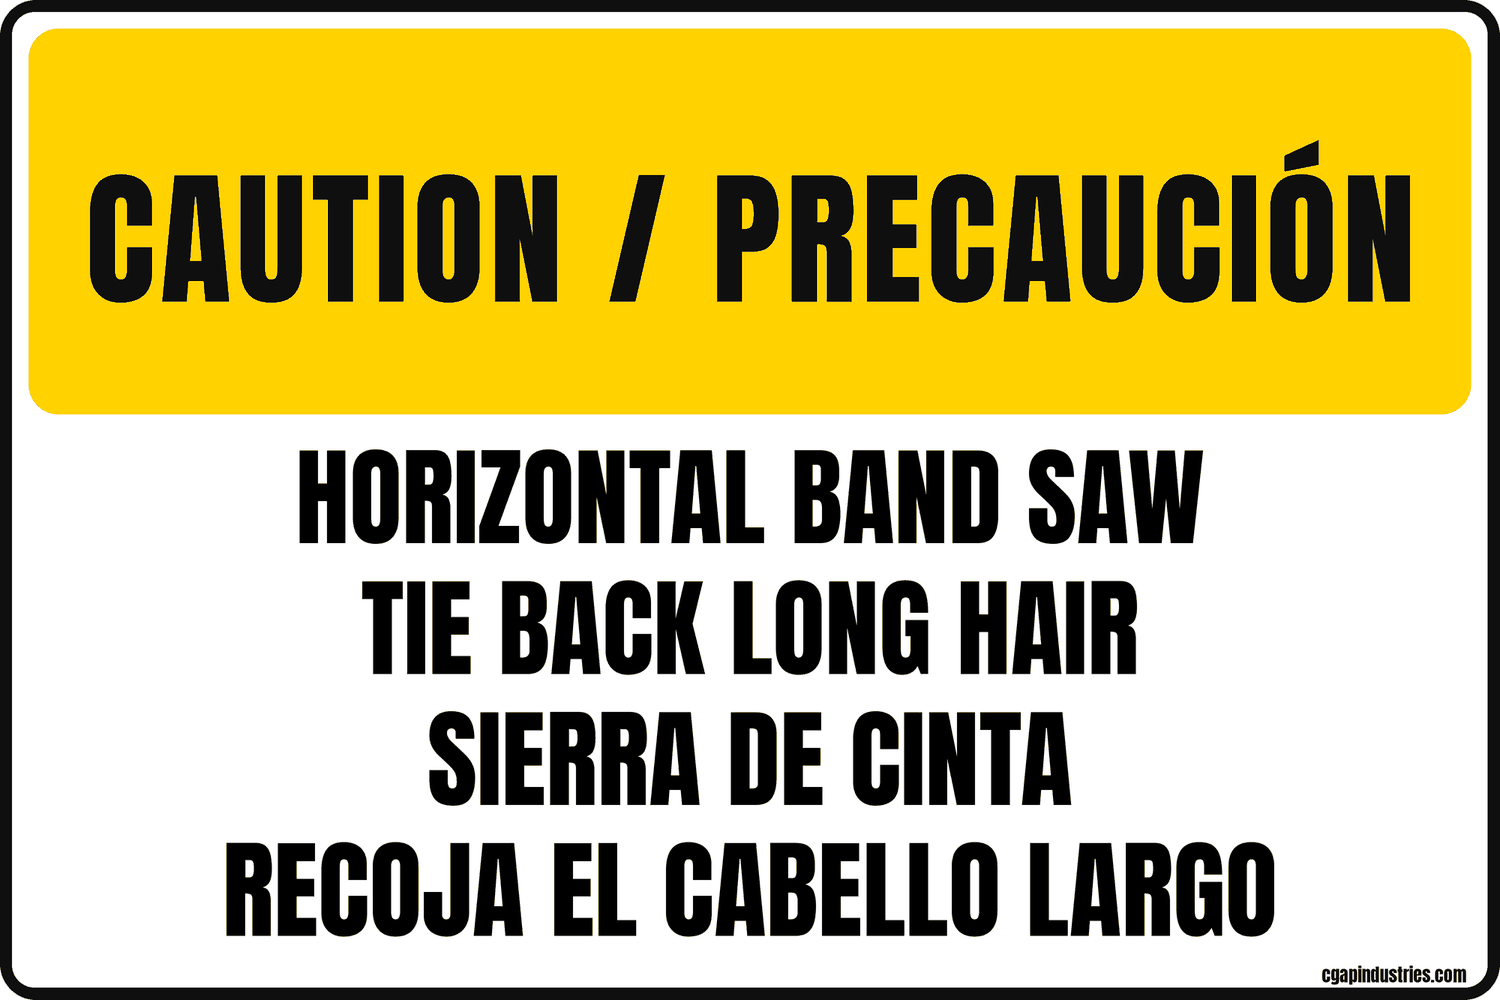 CAUTION / PRECAUCIÓN
HORIZONTAL BAND SAW
TIE BACK LONG HAIR
SIERRA DE CINTA
RECOJA EL CABELLO LARGO
cgapindustries.com